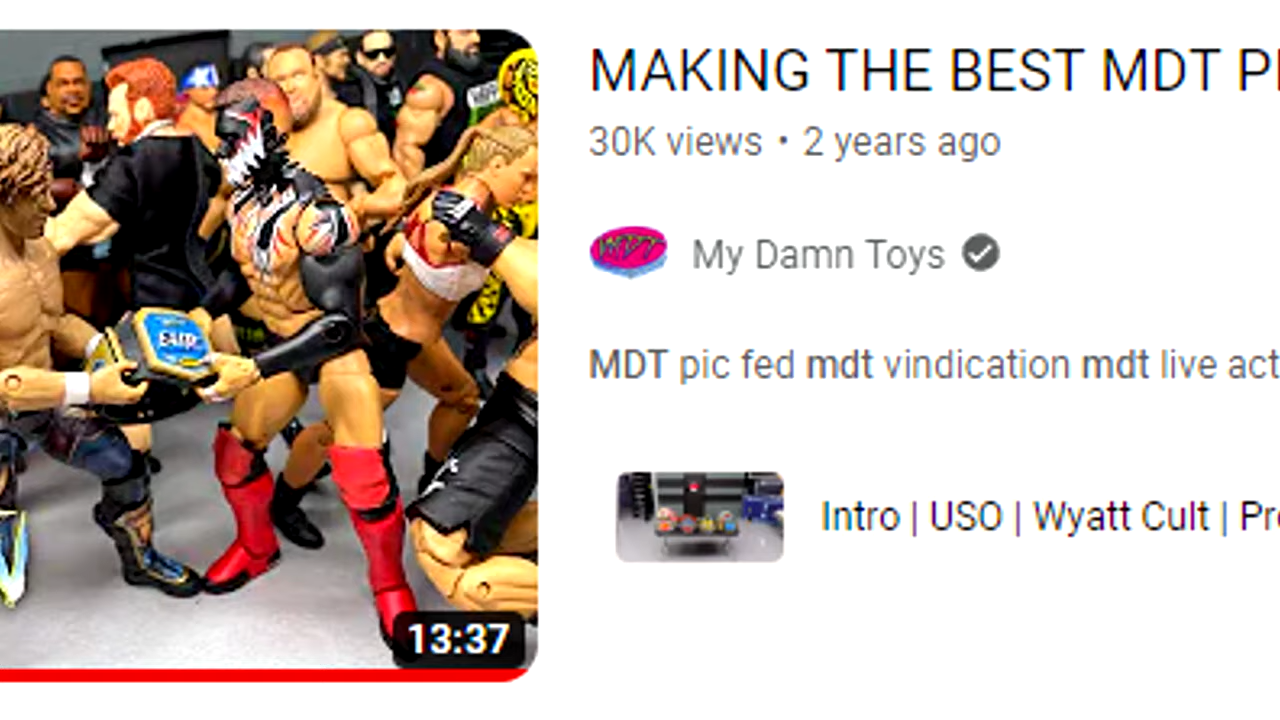 MAKING THE BEST MDT
30K views • 2 years ago
MDT
My Damn Toys
MDT pic fed mdt vindication mdt live act
Intro | USO | Wyatt Cult | Pr
13:37